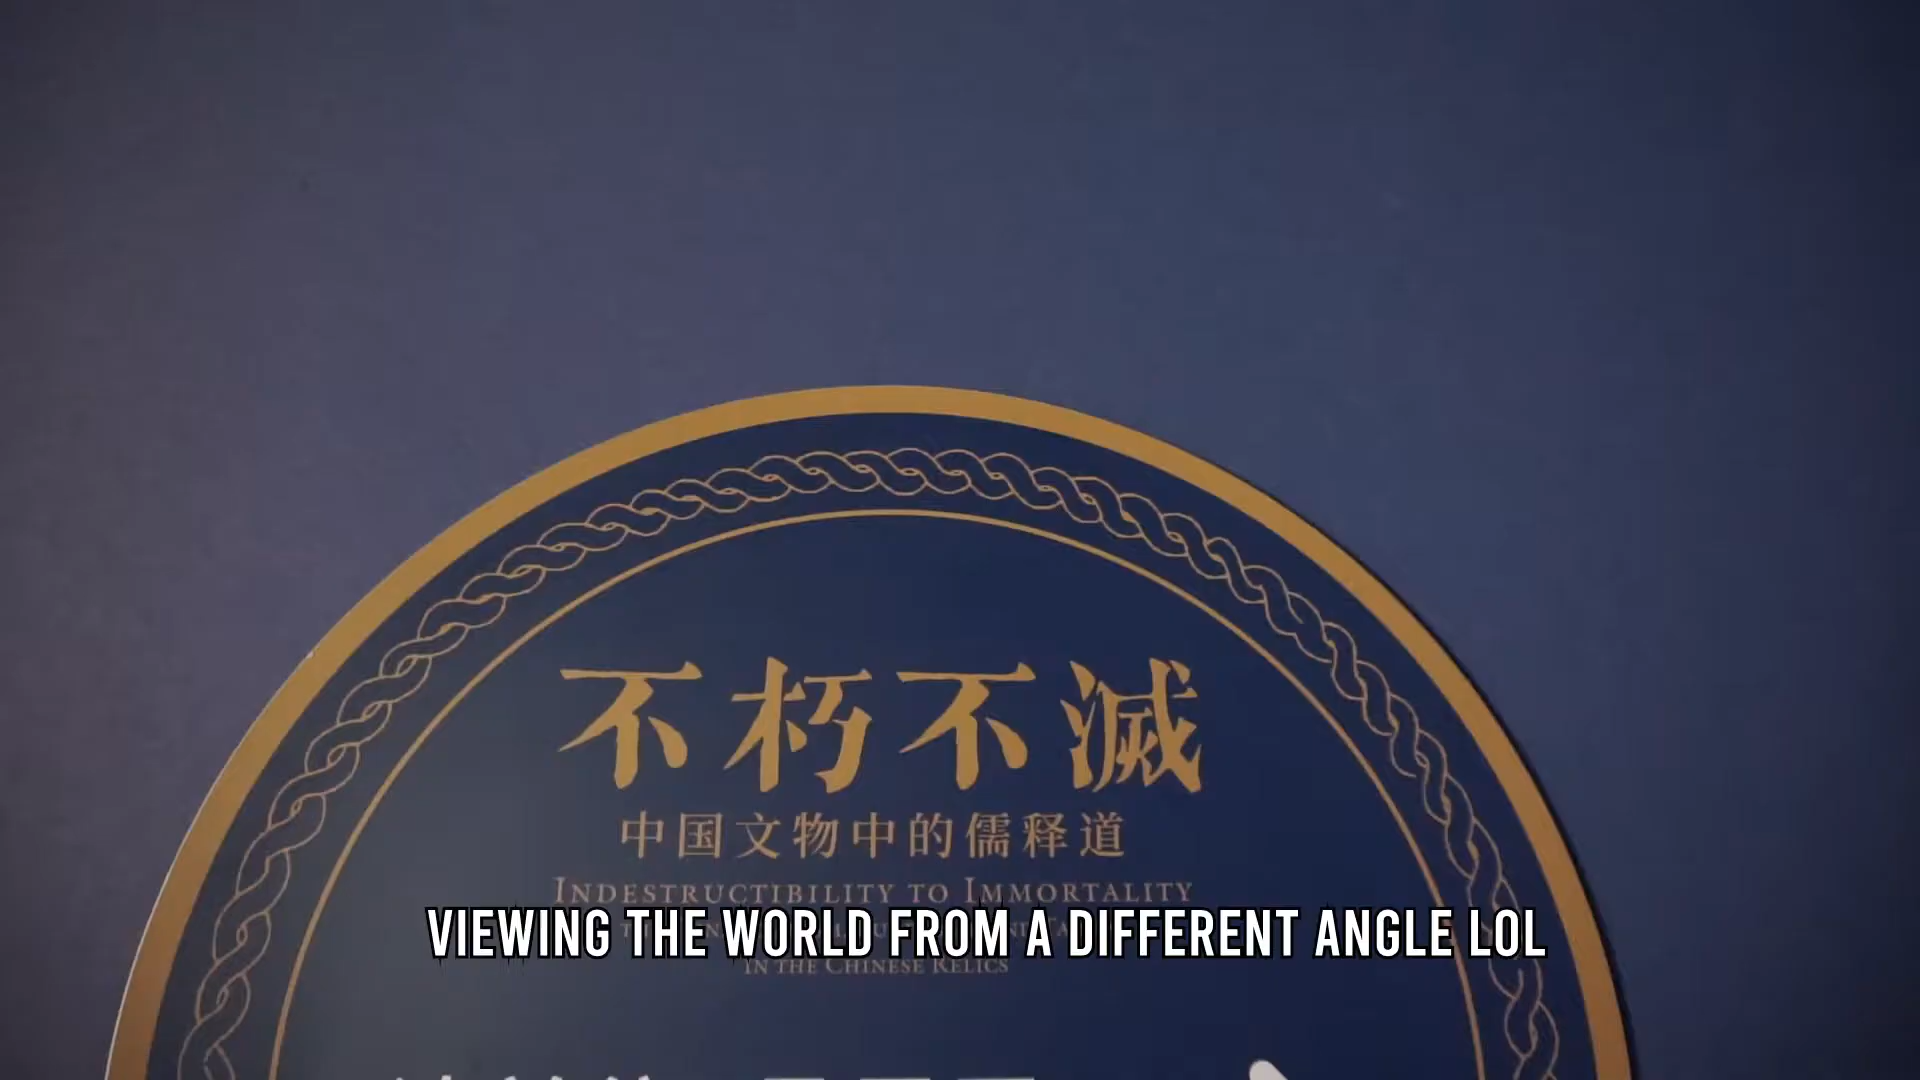 不朽不滅
中国文物中的儒释道
INDESTRUCTIBILITY TO IMMORTALITY
VIEWING THE WORLD FROM A DIFFERENT ANGLE LOL
IN THE CHINESE RELICS